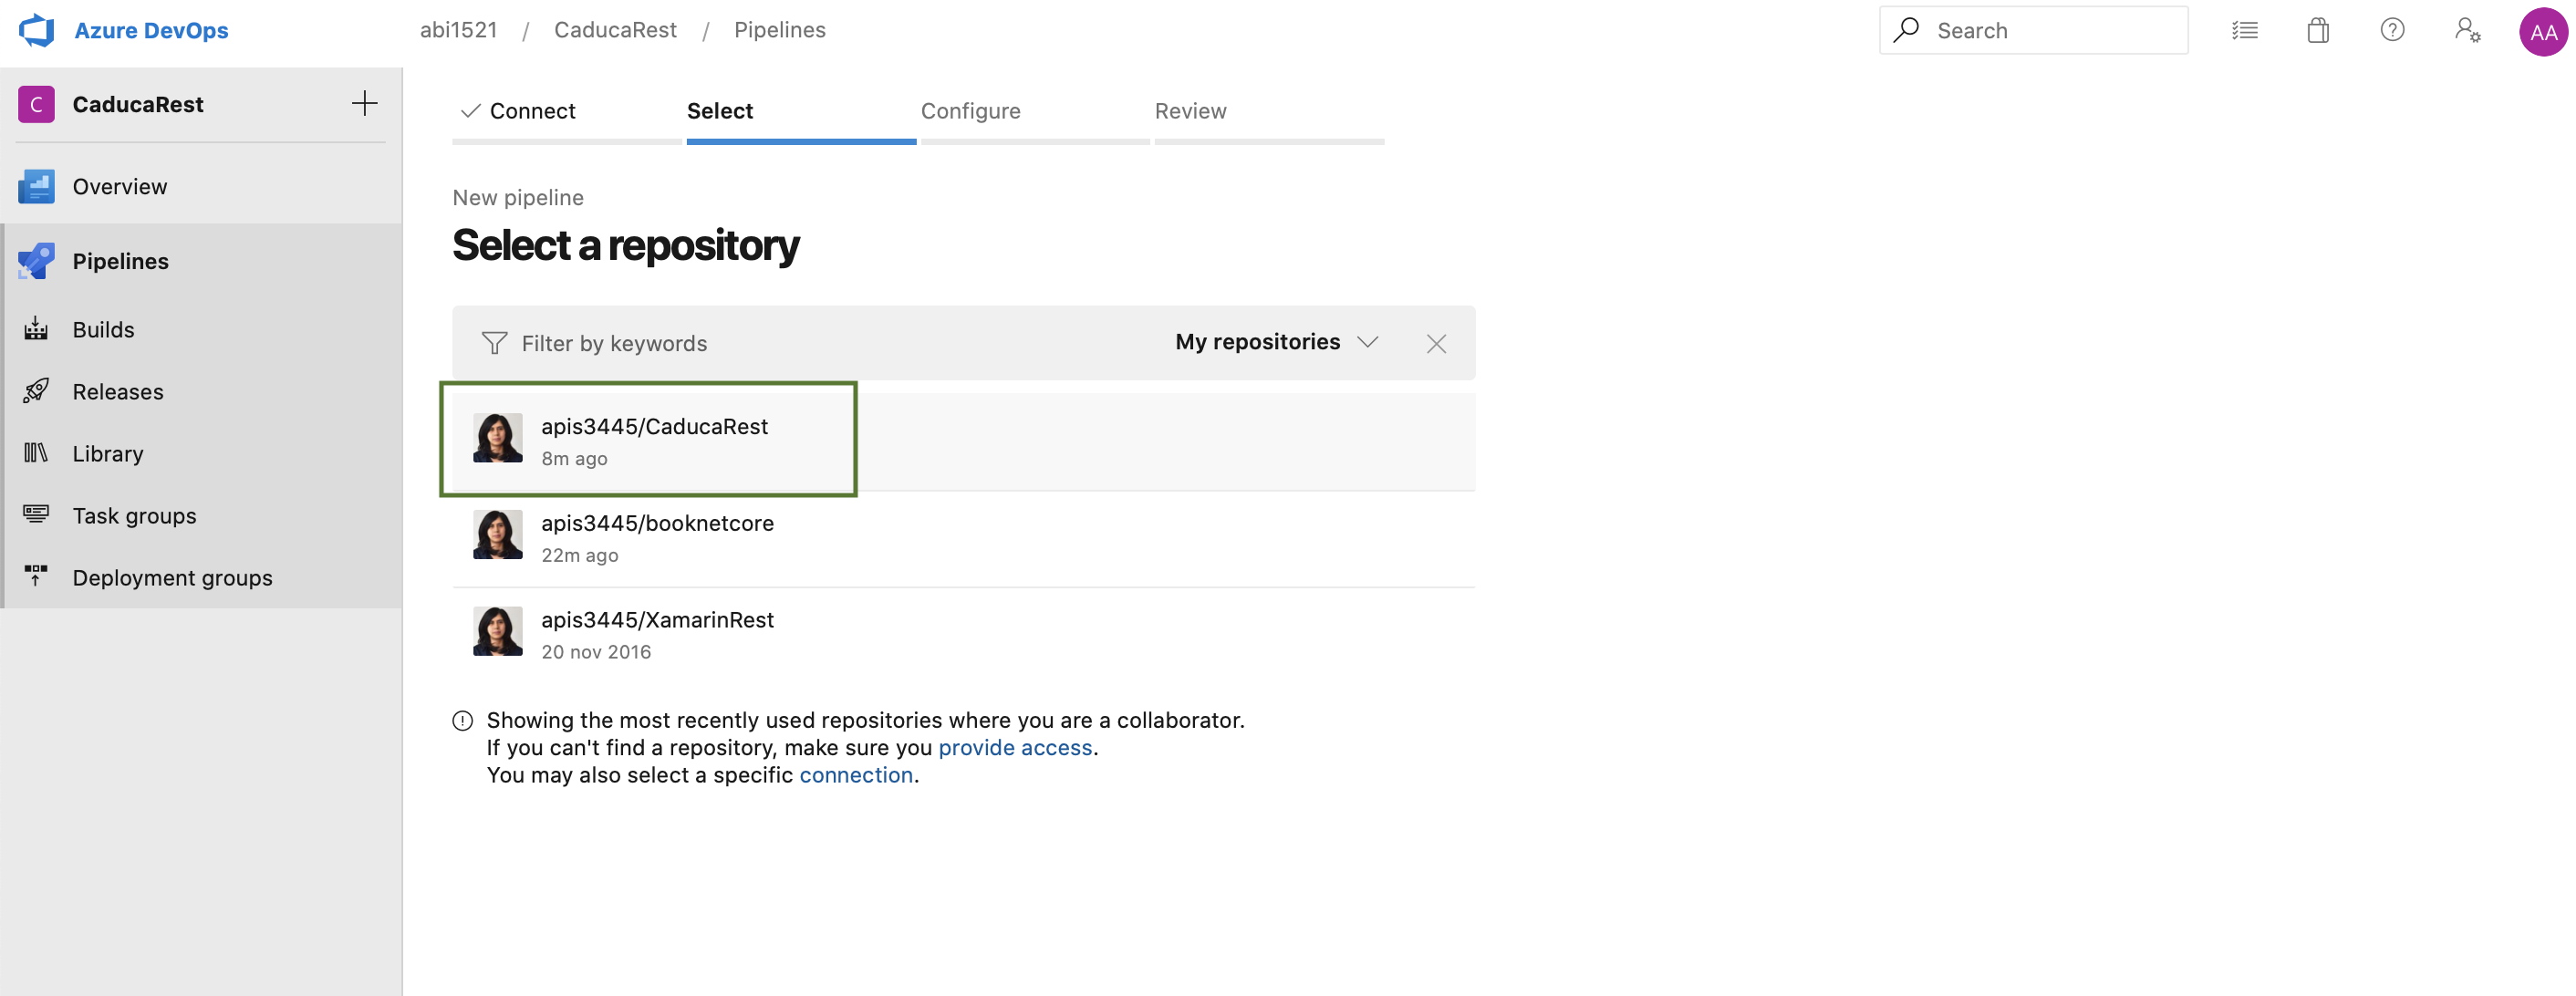 Azure DevOps
abi1521 / CaducaRest / Pipelines
Search
AA
C CaducaRest
Overview
Pipelines
Builds
Releases
Library
Task groups
Deployment groups
Connect
Select
Configure
Review
New pipeline
Select a repository
Filter by keywords
My repositories
apis3445/CaducaRest
8m ago
apis3445/booknetcore
22m ago
apis3445/XamarinRest
20 nov 2016
Showing the most recently used repositories where you are a collaborator.
If you can't find a repository, make sure you provide access.
You may also select a specific connection.